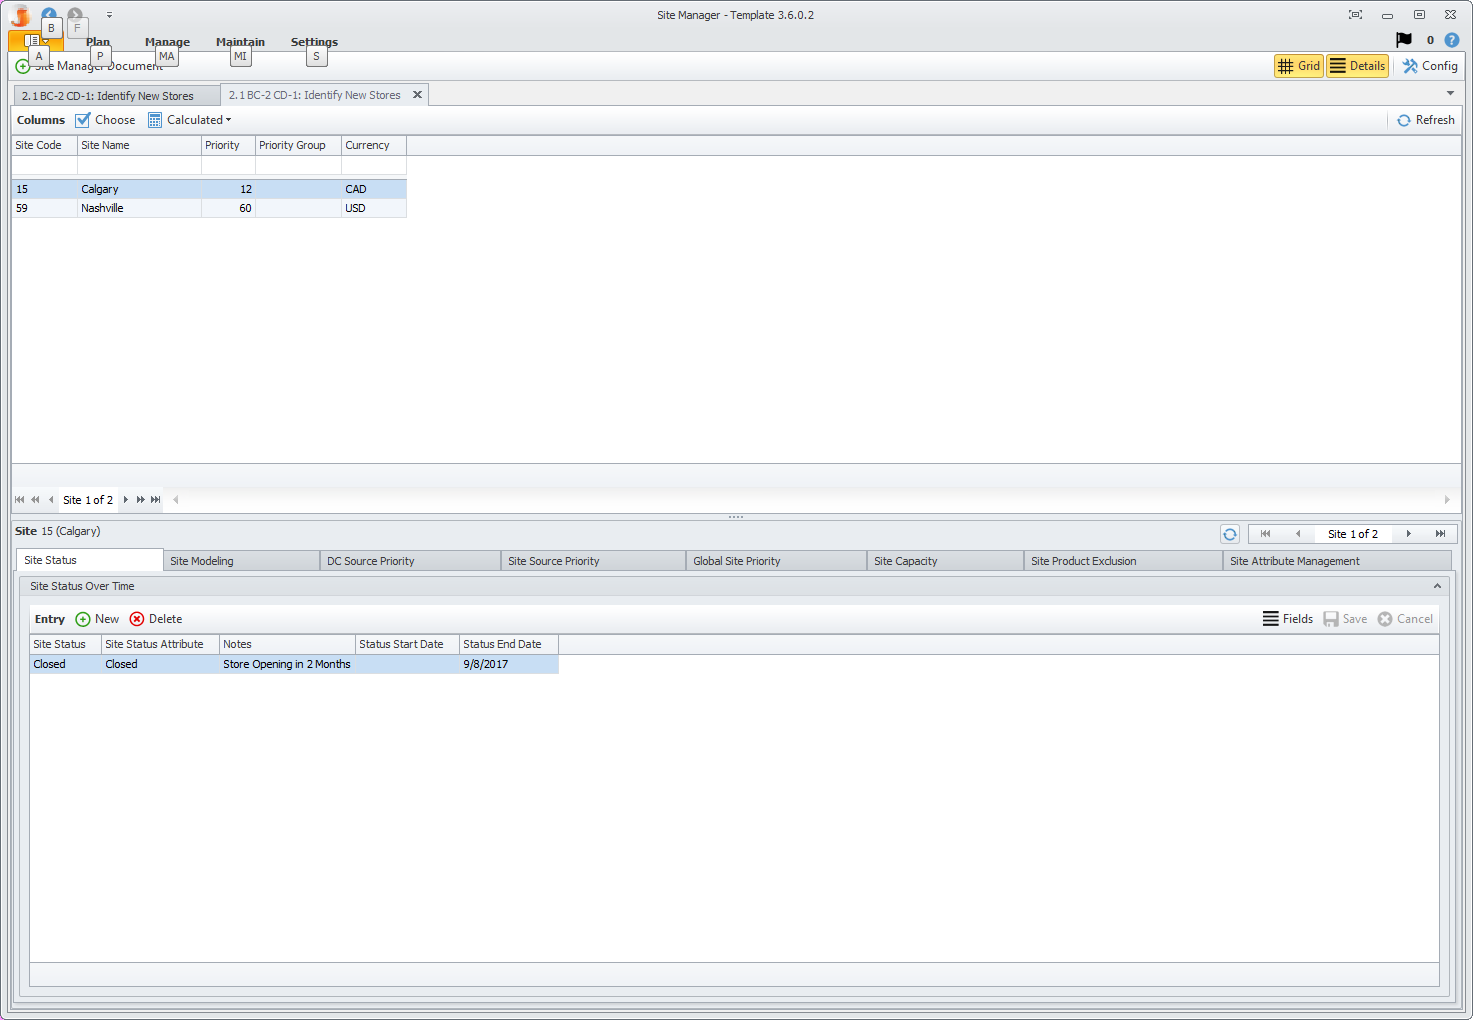 Site Manager - Template 3.6.0.2
B F
Plan Manage Maintain Settings 0
A P MA MI S
Site Manager Document Grid Details Config
2.1 BC-2 CD-1: Identify New Stores 2.1 BC-2 CD-1: Identify New Stores
Columns Choose Calculated Refresh
Site Code Site Name Priority Priority Group Currency
15 Calgary 12 CAD
59 Nashville 60 USD
Site 1 of 2
Site 15 (Calgary) Site 1 of 2
Site Status Site Modeling DC Source Priority Site Source Priority Global Site Priority Site Capacity Site Product Exclusion Site Attribute Management
Site Status Over Time
Entry New Delete Fields Save Cancel
Site Status Site Status Attribute Notes Status Start Date Status End Date
Closed Closed Store Opening in 2 Months 9/8/2017